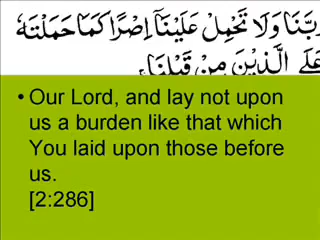 رَبَّنَا وَلَا تَحْمِلْ عَلَيْنَآ إِصْرًا كَمَا حَمَلْتَهُ
عَلَى الَّذِينَ مِنْ قَبْلِنَا
• Our Lord, and lay not upon
us a burden like that which
You laid upon those before
us.
[2:286]